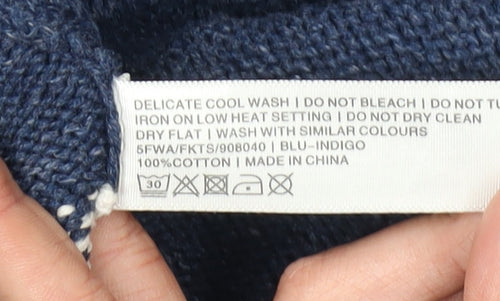 DELICATE COOL WASH | DO NOT BLEACH | DO NOT TU
IRON ON LOW HEAT SETTING | DO NOT DRY CLEAN
DRY FLAT | WASH WITH SIMILAR COLOURS
5FWA/FKTS/908040 | BLU-INDIGO
100%COTTON | MADE IN CHINA
30